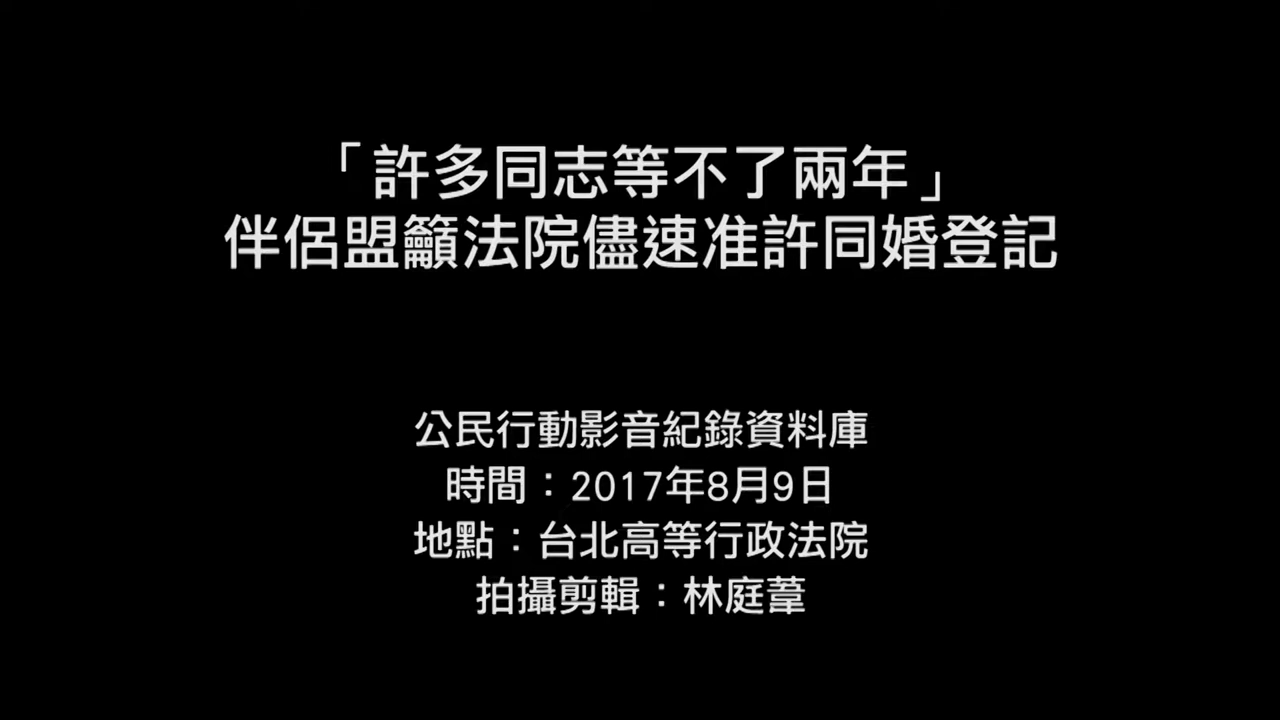 「許多同志等不了兩年」
伴侶盟籲法院儘速准許同婚登記
公民行動影音紀錄資料庫
時間：2017年8月9日
地點：台北高等行政法院
拍攝剪輯：林庭葦